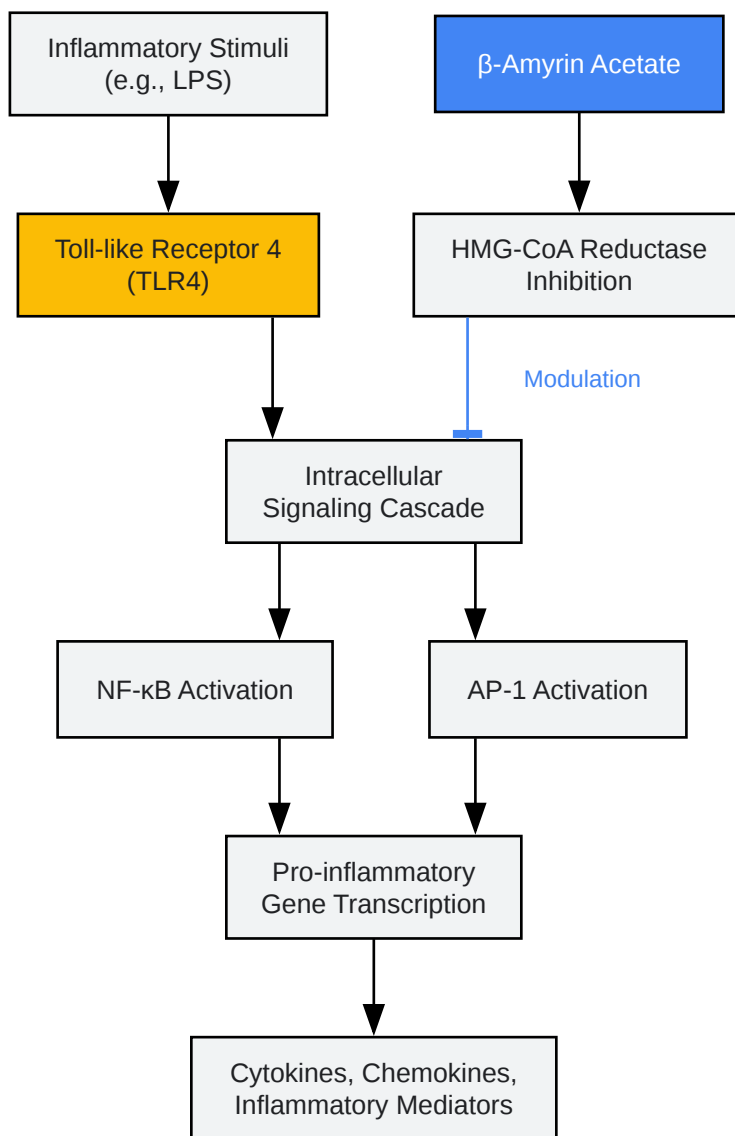 Inflammatory Stimuli
(e.g., LPS)
β-Amyrin Acetate
Toll-like Receptor 4
(TLR4)
HMG-CoA Reductase
Inhibition
Modulation
Intracellular
Signaling Cascade
NF-κB Activation
AP-1 Activation
Pro-inflammatory
Gene Transcription
Cytokines, Chemokines,
Inflammatory Mediators